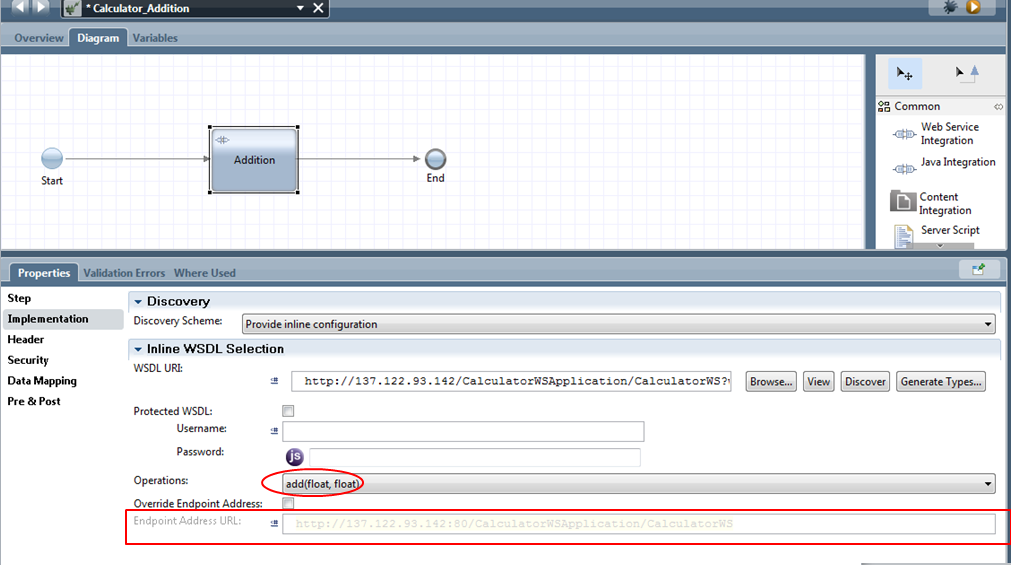 * Calculator_Addition
Overview Diagram Variables
Start
Addition
End
Common
Web Service
Integration
Java Integration
Content
Integration
Server Script
Properties Validation Errors Where Used
Step
Implementation
Header
Security
Data Mapping
Pre & Post
Discovery
Discovery Scheme: Provide inline configuration
Inline WSDL Selection
WSDL URI: http://137.122.93.142/CalculatorWSApplication/CalculatorWS? Browse... View Discover Generate Types...
Protected WSDL:
Username:
Password: js
Operations: add(float, float)
Override Endpoint Address:
Endpoint Address URL: http://137.122.93.142:80/CalculatorWSApplication/CalculatorWS